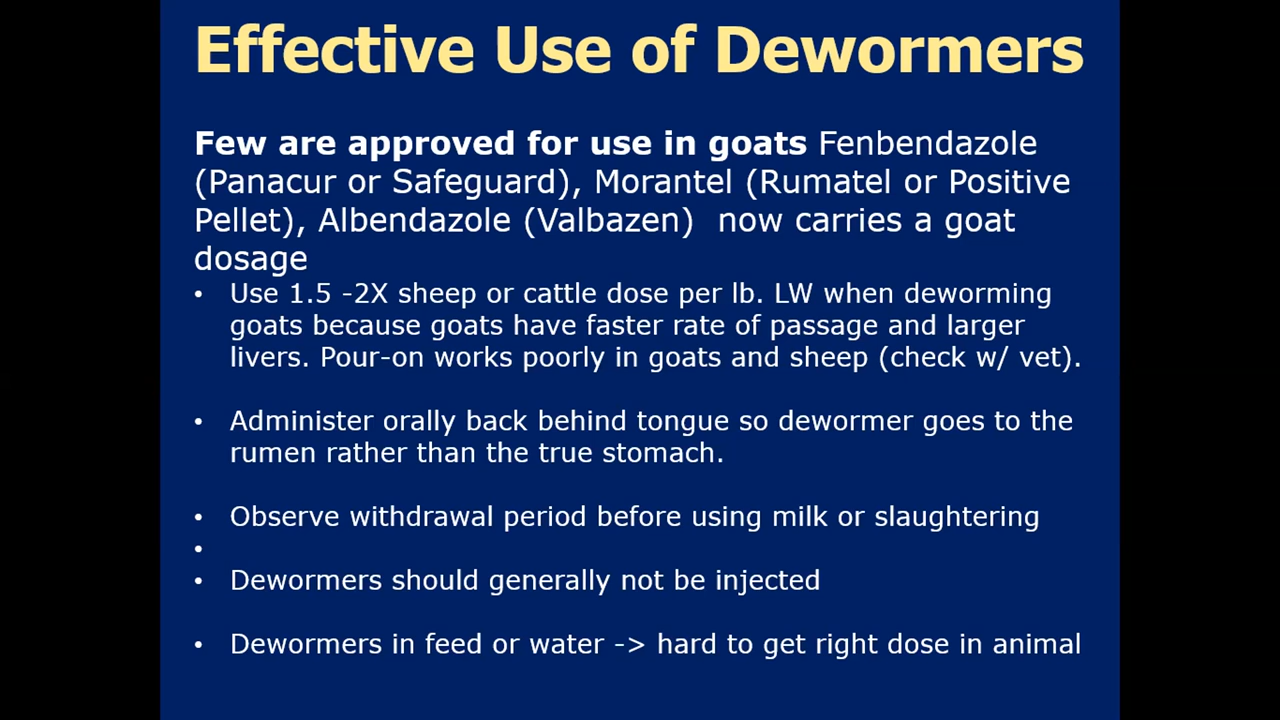 Effective Use of Dewormers
Few are approved for use in goats Fenbendazole
(Panacur or Safeguard), Morantel (Rumatel or Positive
Pellet), Albendazole (Valbazen)  now carries a goat
dosage
• Use 1.5 -2X sheep or cattle dose per lb. LW when deworming
goats because goats have faster rate of passage and larger
livers. Pour-on works poorly in goats and sheep (check w/ vet).
• Administer orally back behind tongue so dewormer goes to the
rumen rather than the true stomach.
• Observe withdrawal period before using milk or slaughtering
•
• Dewormers should generally not be injected
• Dewormers in feed or water -> hard to get right dose in animal